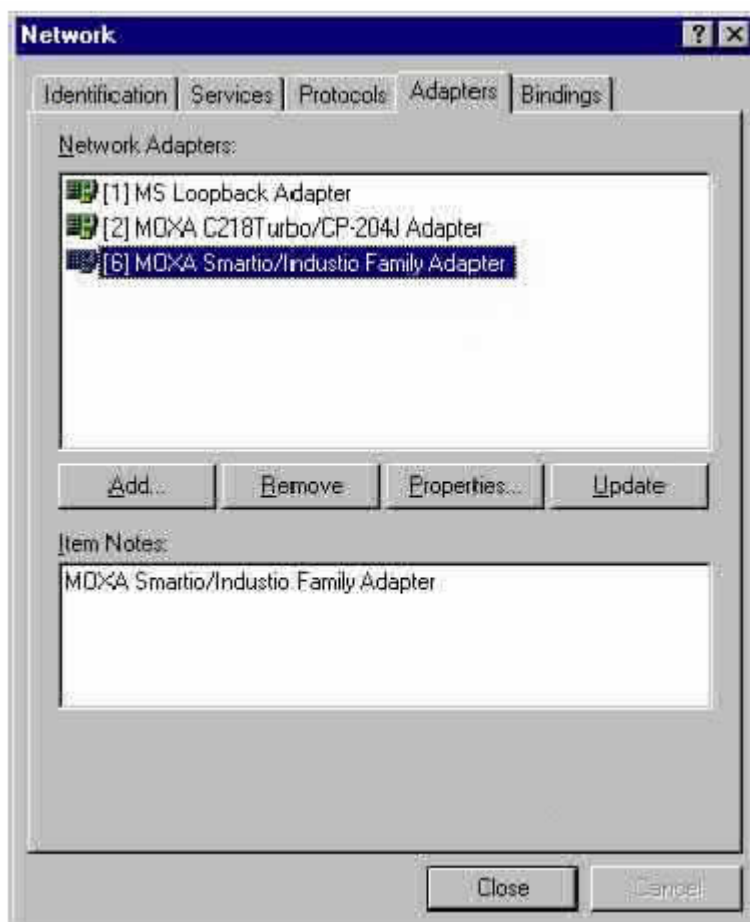 Network
Identification Services Protocols Adapters Bindings
Network Adapters:
[1] MS Loopback Adapter
[2] MOXA C218Turbo/CP-204J Adapter
[6] MOXA Smartio/Industio Family Adapter
Add... Remove Properties... Update
Item Notes:
MOXA Smartio/Industio Family Adapter
Close Cancel